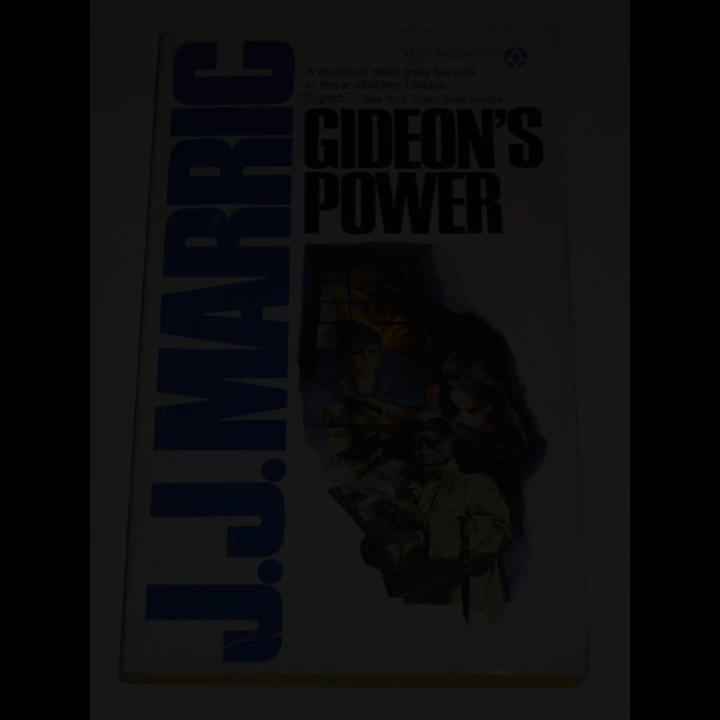 A maniacal mind gone berserk
in terror-stricken London....
"Superb"—New York Times Book Review
GIDEON'S
POWER
J.J. MARRIC